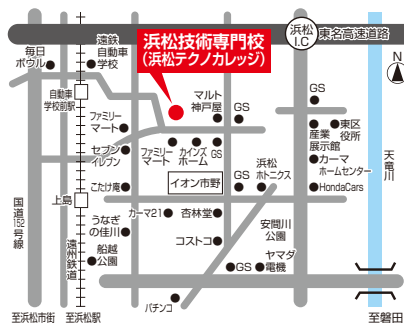 浜松
I.C
東名高速道路
N
毎日
ボウル
遠鉄
自動車
学校
浜松技術専門校
(浜松テクノカレッジ)
自動車
学校前駅
マルト
神戸屋
GS
GS
ファミリー
マート
産業
展示館
東区
役所
セブン
イレブン
ファミリー
マート
カインズ
ホーム
GS
カーマ
ホームセンター
天竜川
イオン市野
GS
浜松
ホトニクス
HondaCars
こたけ庵
上島
国道152号線
遠州鉄道
うなぎ
の佳川
カーマ21
杏林堂
安間川
公園
コストコ
船越
公園
GS
ヤマダ
電機
パチンコ
至浜松市街
至浜松駅
至磐田